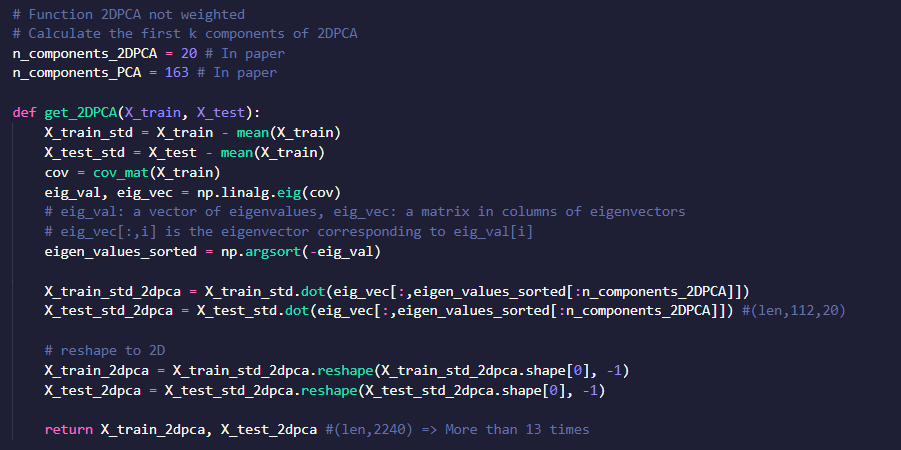 # Function 2DPCA not weighted
# Calculate the first k components of 2DPCA
n_components_2DPCA = 20 # In paper
n_components_PCA = 163 # In paper

def get_2DPCA(X_train, X_test):
    X_train_std = X_train - mean(X_train)
    X_test_std = X_test - mean(X_train)
    cov = cov_mat(X_train)
    eig_val, eig_vec = np.linalg.eig(cov)
    # eig_val: a vector of eigenvalues, eig_vec: a matrix in columns of eigenvectors
    # eig_vec[:,i] is the eigenvector corresponding to eig_val[i]
    eigen_values_sorted = np.argsort(-eig_val)

    X_train_std_2dpca = X_train_std.dot(eig_vec[:,eigen_values_sorted[:n_components_2DPCA]])
    X_test_std_2dpca = X_test_std.dot(eig_vec[:,eigen_values_sorted[:n_components_2DPCA]]) #(len,112,20)

    # reshape to 2D
    X_train_2dpca = X_train_std_2dpca.reshape(X_train_std_2dpca.shape[0], -1)
    X_test_2dpca = X_test_std_2dpca.reshape(X_test_std_2dpca.shape[0], -1)

    return X_train_2dpca, X_test_2dpca #(len,2240) => More than 13 times